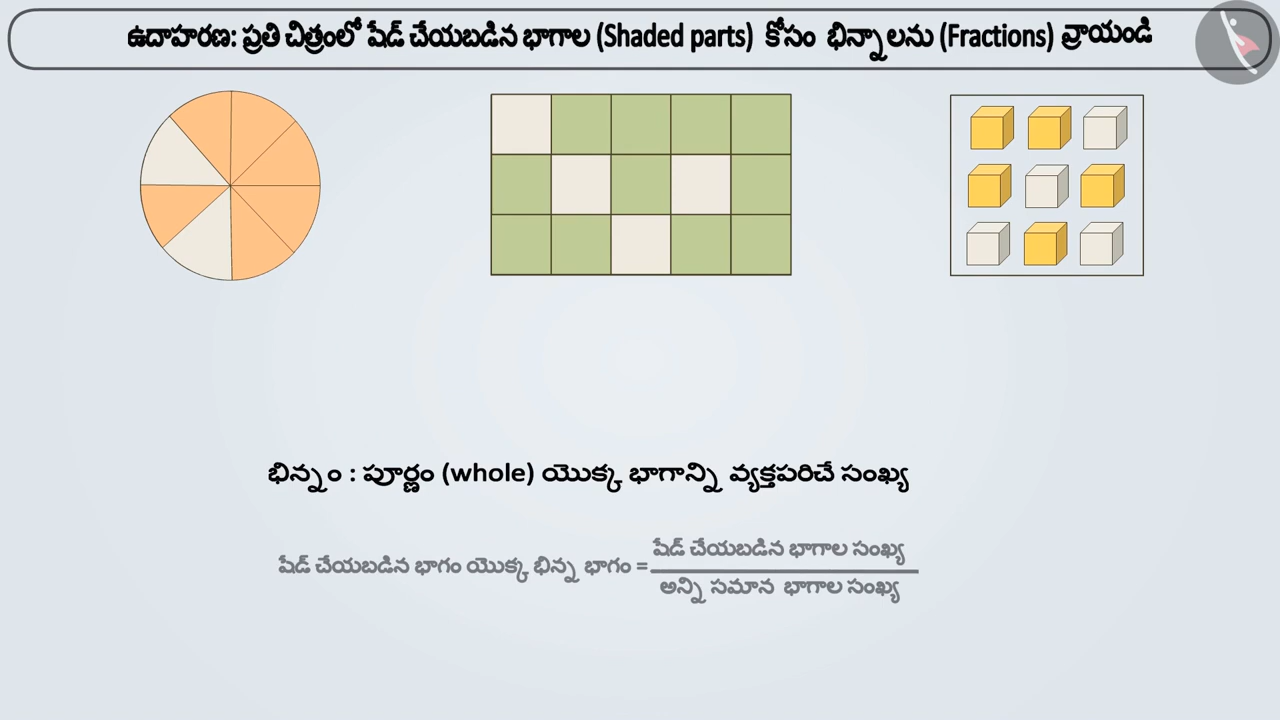 ఉదాహరణ: ప్రతి చిత్రంలో షేడ్ చేయబడిన భాగాల (Shaded parts) కోసం భిన్నాలను (Fractions) వ్రాయండి
భిన్నం : పూర్ణం (whole) యొక్క భాగాన్ని వ్యక్తపరిచే సంఖ్య
షేడ్ చేయబడిన భాగాల సంఖ్య
షేడ్ చేయబడిన భాగం యొక్క భిన్న భాగం =
అన్ని సమాన భాగాల సంఖ్య